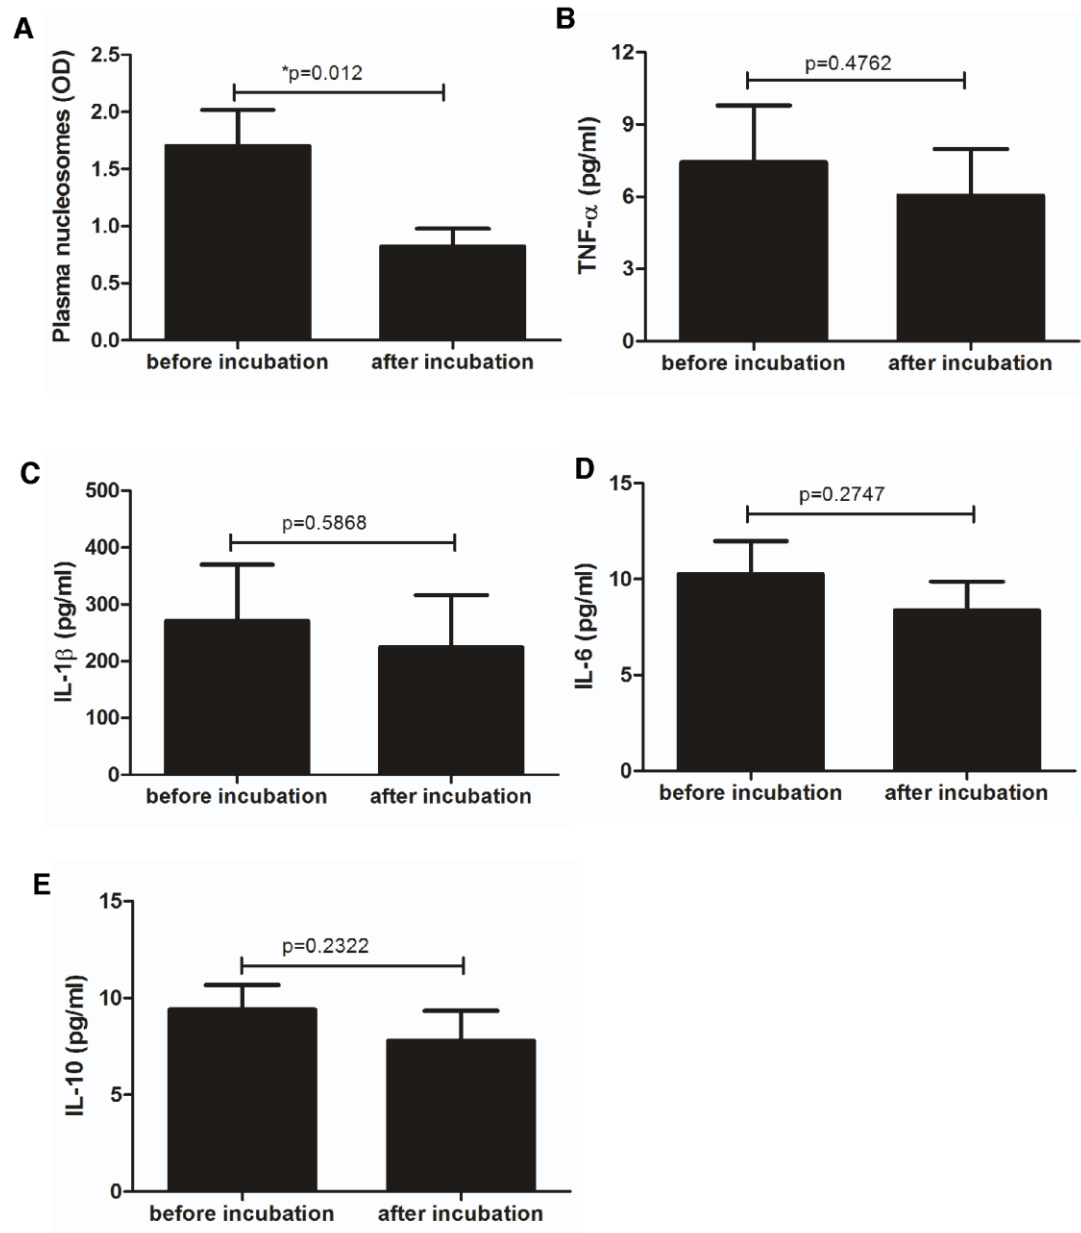 A
Plasma nucleosomes (OD)
2.5
2.0
1.5
1.0
0.5
0.0
*p=0.012
before incubation
after incubation
B
TNF-α (pg/ml)
12
9
6
3
0
p=0.4762
before incubation
after incubation
C
IL-1β (pg/ml)
500
400
300
200
100
0
p=0.5868
before incubation
after incubation
D
IL-6 (pg/ml)
15
10
5
0
p=0.2747
before incubation
after incubation
E
IL-10 (pg/ml)
15
10
5
0
p=0.2322
before incubation
after incubation